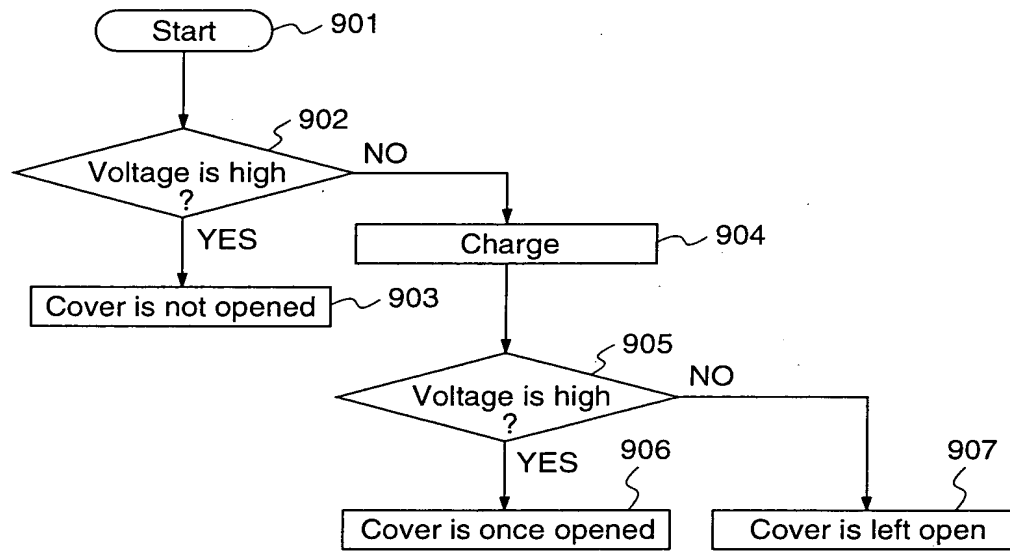 Start
901
902
Voltage is high
?
NO
YES
Charge
904
Cover is not opened
903
905
Voltage is high
?
NO
YES
906
907
Cover is once opened
Cover is left open